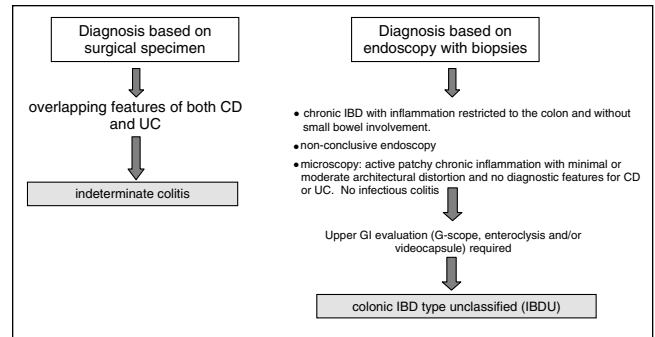 Diagnosis based on
surgical specimen
overlapping features of both CD
and UC
indeterminate colitis
Diagnosis based on
endoscopy with biopsies
• chronic IBD with inflammation restricted to the colon and without
small bowel involvement.
• non-conclusive endoscopy
• microscopy: active patchy chronic inflammation with minimal or
moderate architectural distortion and no diagnostic features for CD
or UC. No infectious colitis
Upper GI evaluation (G-scope, enteroclysis and/or
videocapsule) required
colonic IBD type unclassified (IBDU)